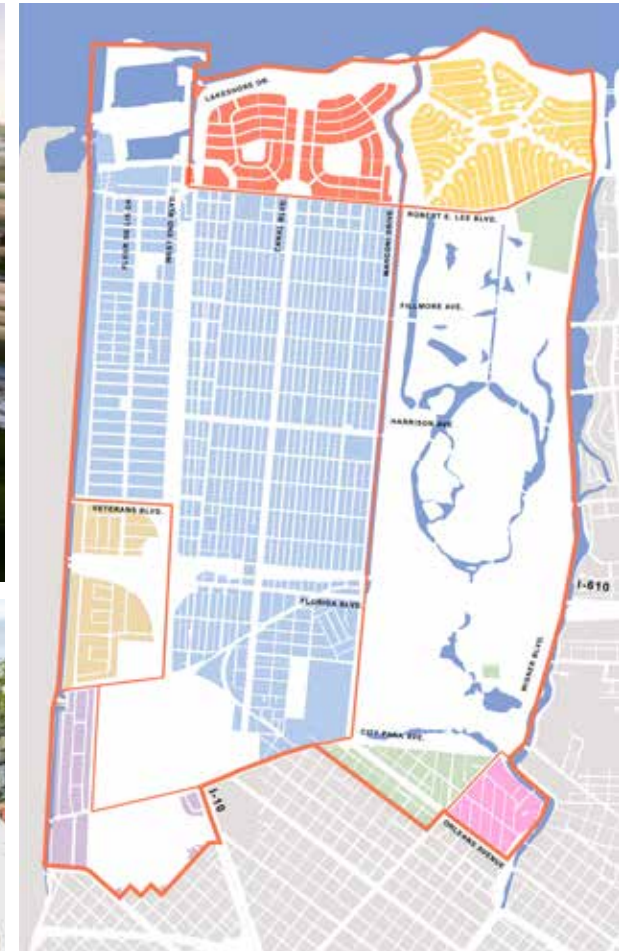 LAKESHORE DR.
ROBERT E. LEE BLVD.
FLEUR DE LIS DR
WEST END BLVD.
CANAL BLVD.
MARCONI DRIVE
FILLMORE AVE.
HARRISON AVE
VETERANS BLVD.
I-610
FLORIDA BLVD.
WISNER BLVD.
CITY PARK AVE.
I-10
ORLEANS AVENUE